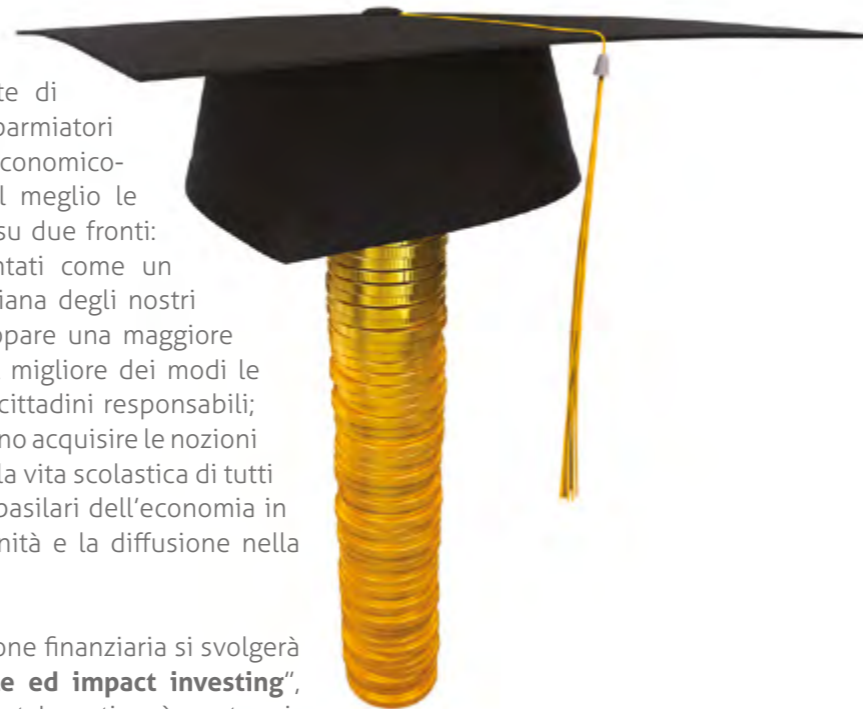 te di
parmiatori
economico-
l meglio le
su due fronti:
ntati come un
iana degli nostri
ppare una maggiore
migliore dei modi le
cittadini responsabili;
no acquisire le nozioni
la vita scolastica di tutti
basilari dell'economia in
nità e la diffusione nella
one finanziaria si svolgerà
e ed impact investing",